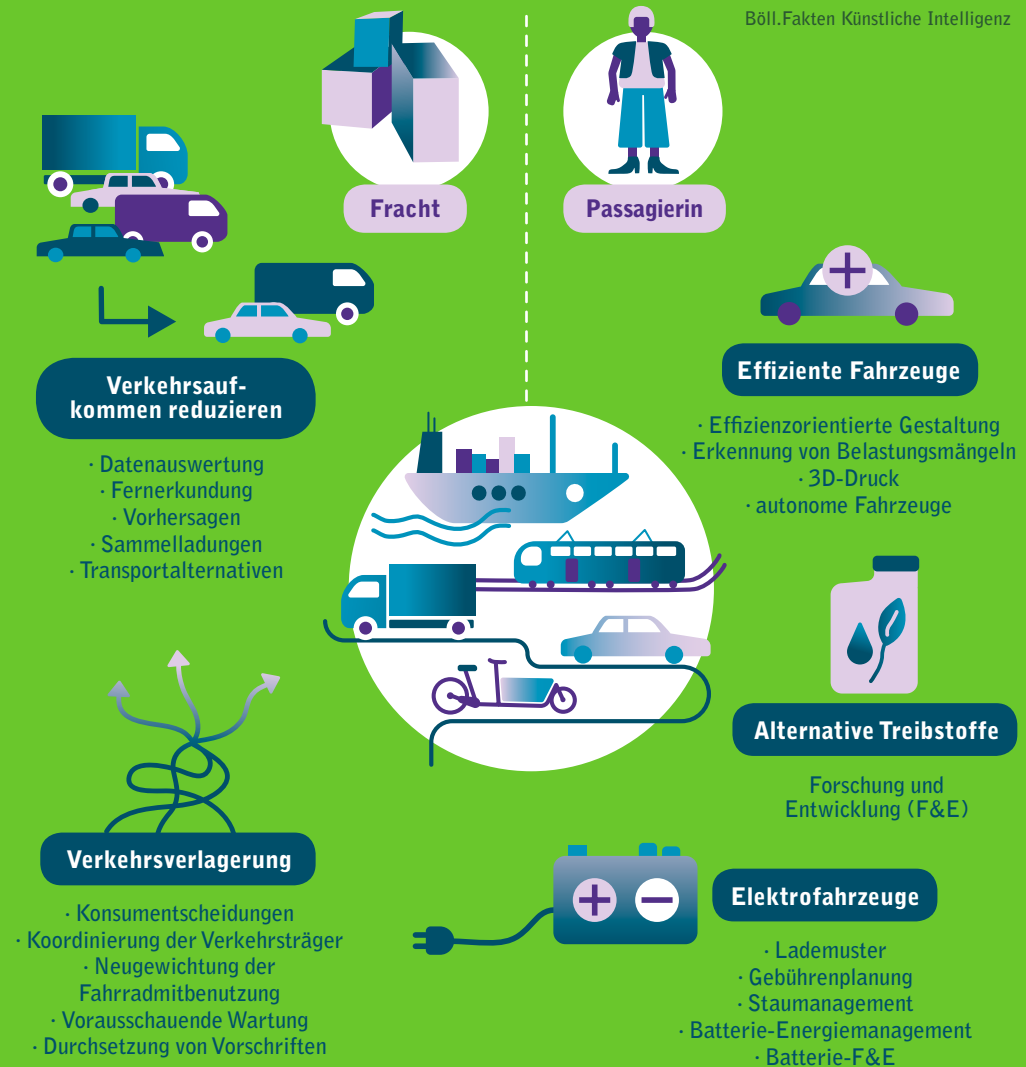 Böll.Fakten Künstliche Intelligenz
Fracht
Passagierin
Verkehrsauf-
kommen reduzieren
· Datenauswertung
· Fernerkundung
· Vorhersagen
· Sammelladungen
· Transportalternativen
Effiziente Fahrzeuge
· Effizienzorientierte Gestaltung
· Erkennung von Belastungsmängeln
· 3D-Druck
· autonome Fahrzeuge
Alternative Treibstoffe
Forschung und
Entwicklung (F&E)
Verkehrsverlagerung
· Konsumentscheidungen
· Koordinierung der Verkehrsträger
· Neugewichtung der
Fahrradmitbenutzung
· Vorausschauende Wartung
· Durchsetzung von Vorschriften
Elektrofahrzeuge
· Lademuster
· Gebührenplanung
· Staumanagement
· Batterie-Energiemanagement
· Batterie-F&E